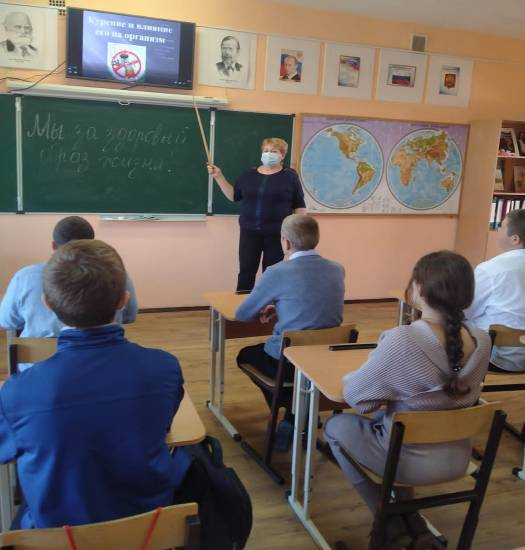 Курение и влияние
его на организм
Мы за здоровый
образ жизни.